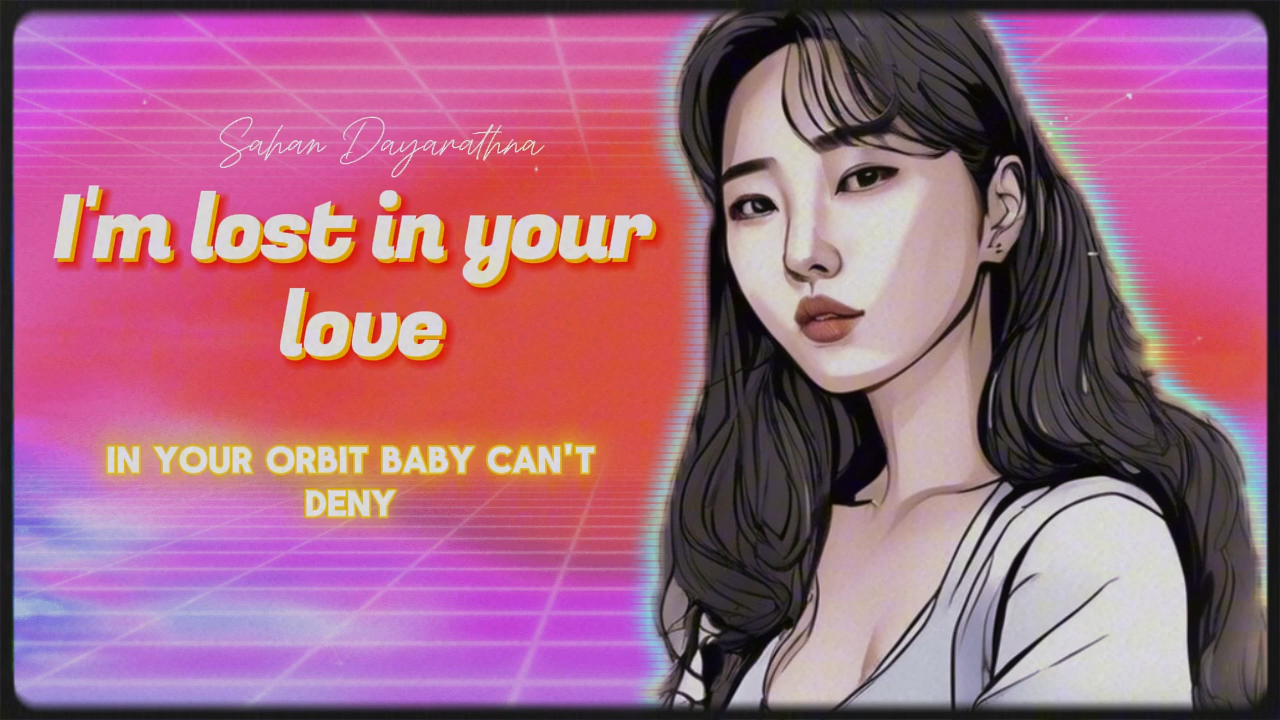 Sahan Dayarathna
I'm lost in your
love
IN YOUR ORBIT BABY CAN'T
DENY